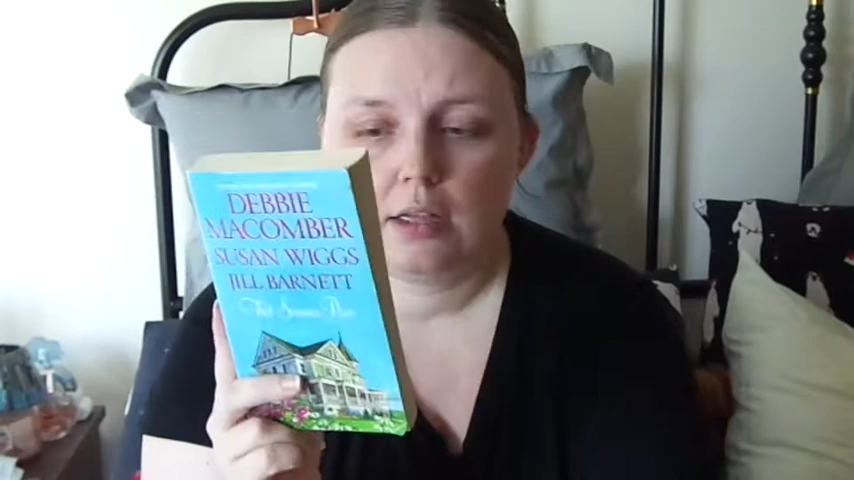 DEBBIE
MACOMBER
SUSAN WIGGS
JILL BARNETT
That Summer Place